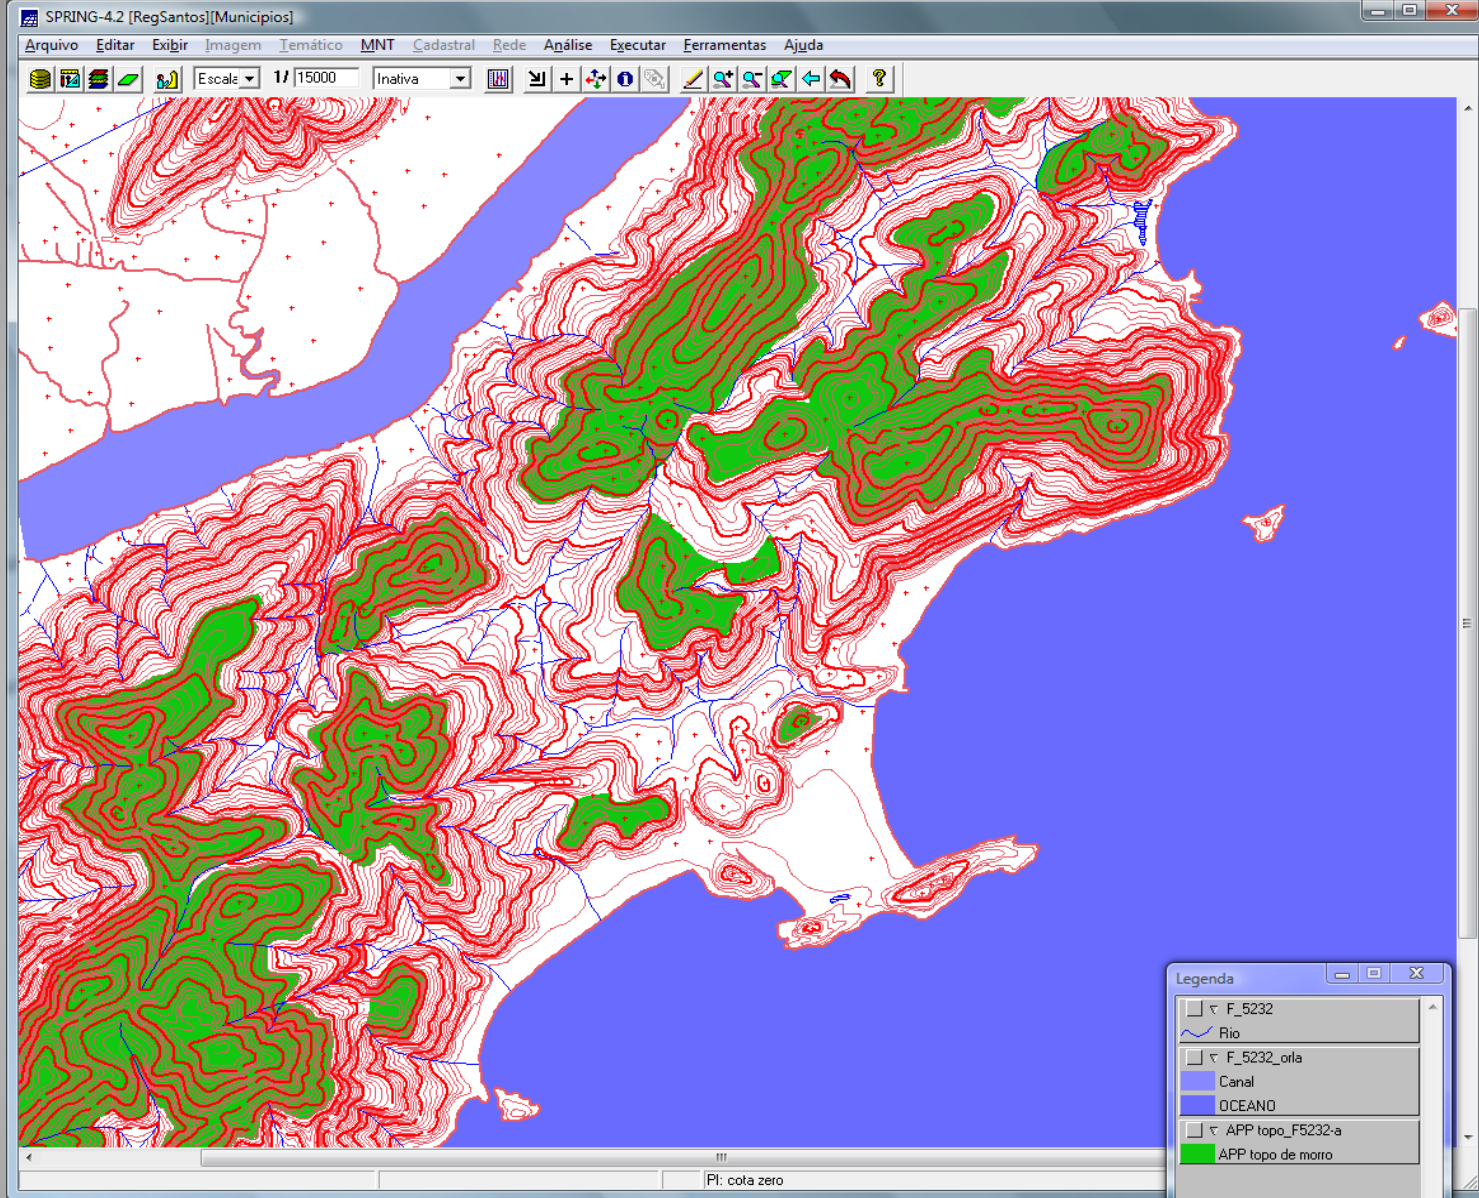 SPRING-4.2 [RegSantos][Municipios]
Arquivo Editar Exibir Imagem Temático MNT Cadastral Rede Análise Executar Ferramentas Ajuda
Escala 1/ 15000 Inativa
Legenda
F_5232
Rio
F_5232_orla
Canal
OCEANO
APP topo_F5232-a
APP topo de morro
PI: cota zero